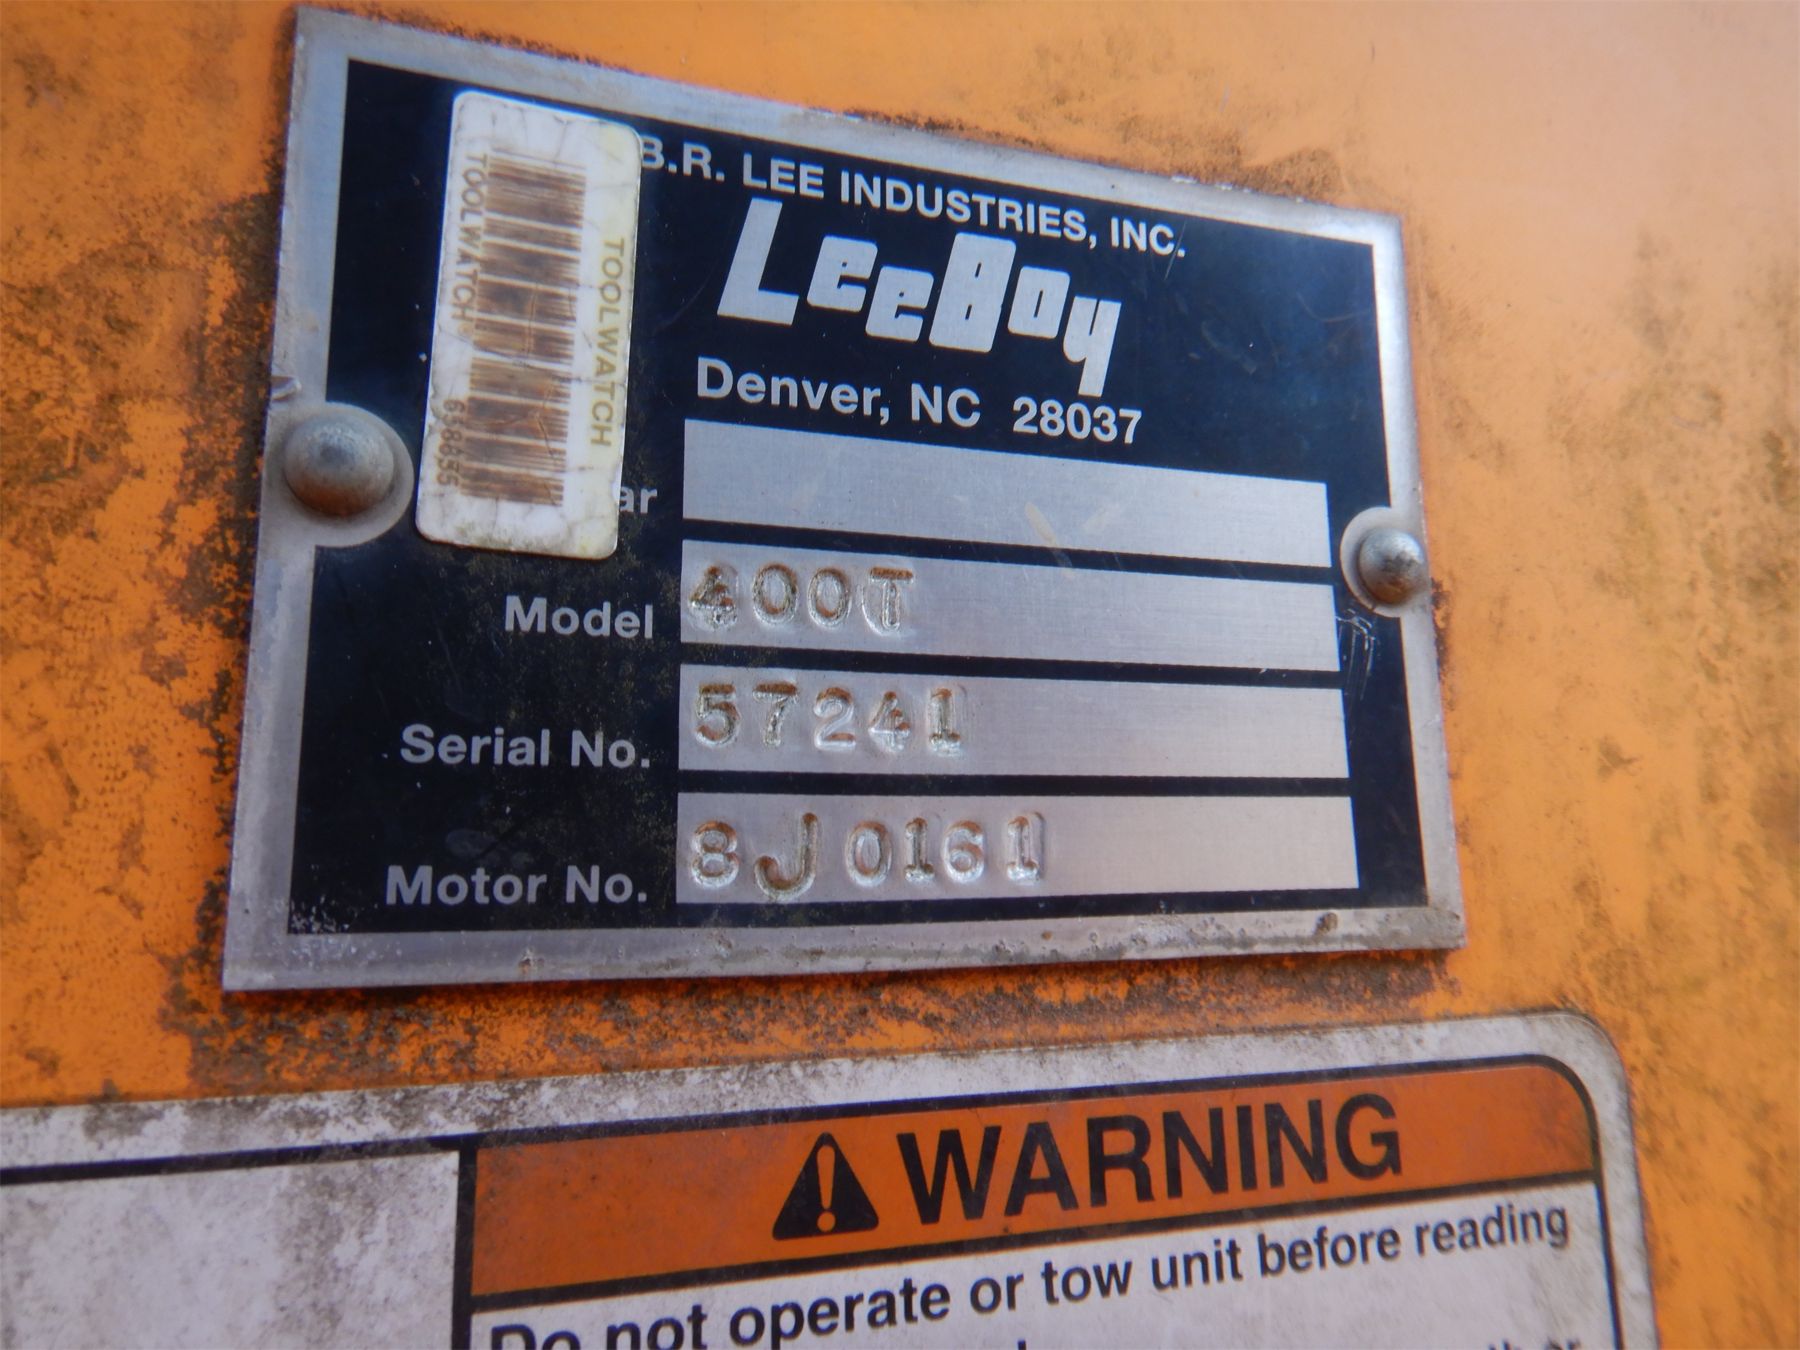 B.R. LEE INDUSTRIES, INC.
LeeBoy
Denver, NC 28037
TOOLWATCH
TOOLWATCH
ar
Model 400T
Serial No. 57241
Motor No. 8J0161
WARNING
Do not operate or tow unit before reading